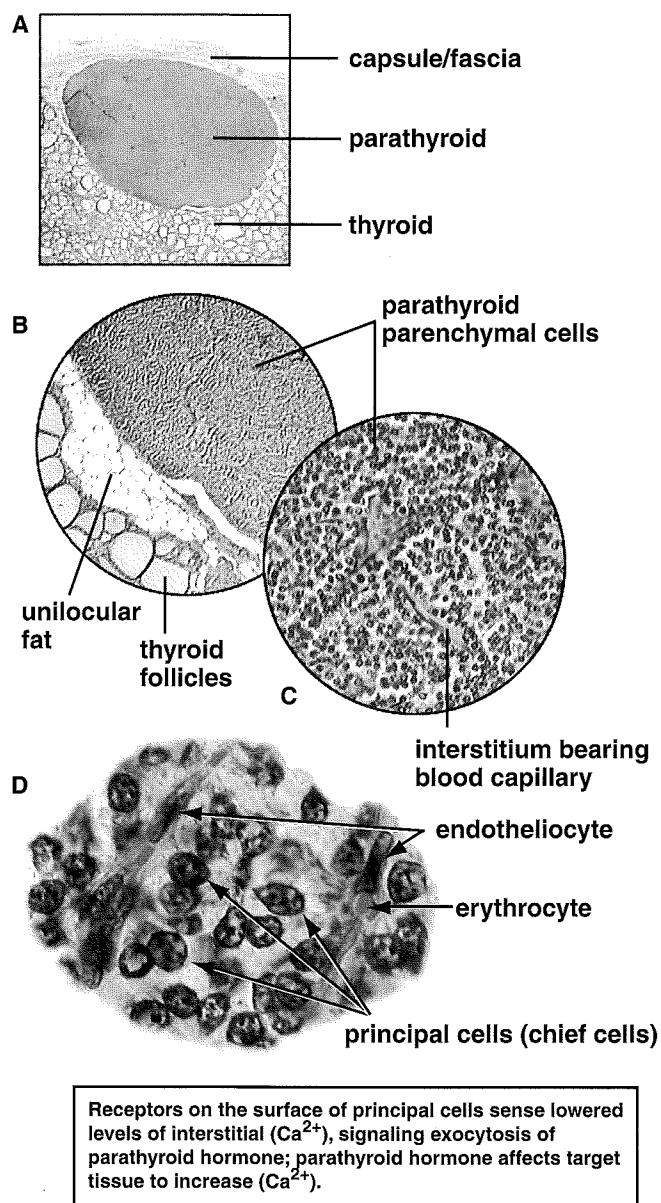 A
capsule/fascia
parathyroid
thyroid
B
parathyroid
parenchymal cells
unilocular
fat
thyroid
follicles
C
interstitium bearing
blood capillary
D
endotheliocyte
erythrocyte
principal cells (chief cells)
Receptors on the surface of principal cells sense lowered
levels of interstitial (Ca²⁺), signaling exocytosis of
parathyroid hormone; parathyroid hormone affects target
tissue to increase (Ca²⁺).